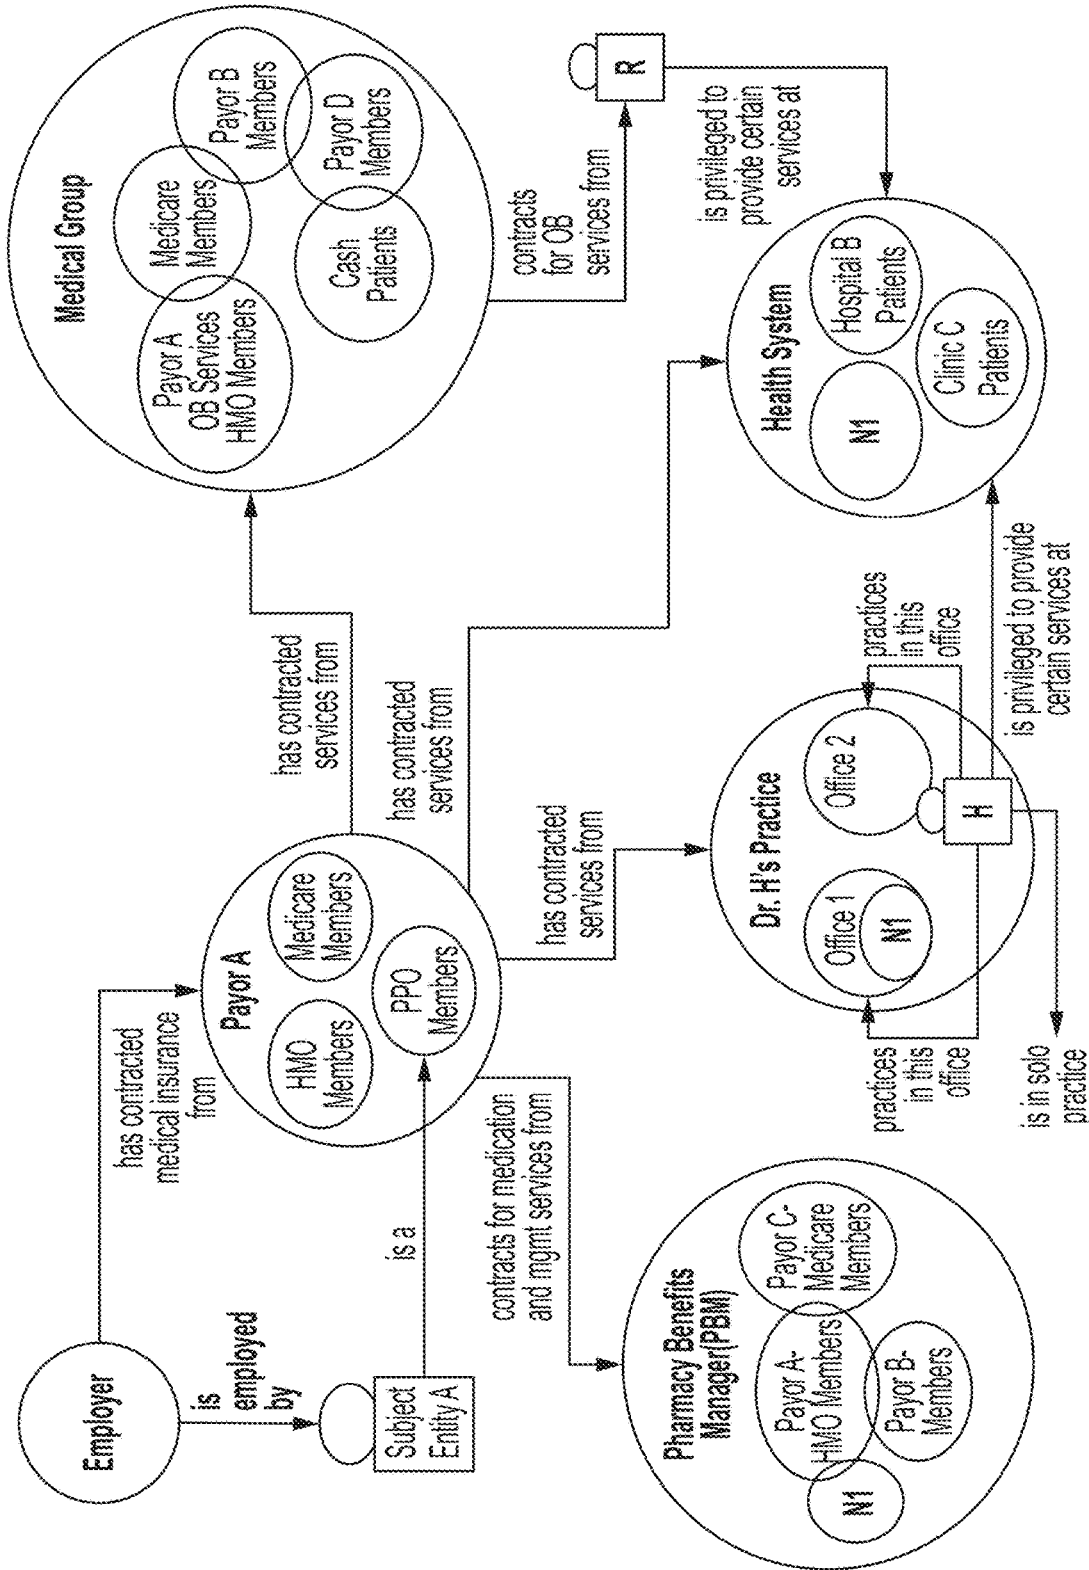 Employer
is
employed
by
Subject
Entity A
has contracted
medical insurance
from
is a
Payor A
HMO
Members
Medicare
Members
PPO
Members
contracts for medication
and mgmt services from
Pharmacy Benefits
Manager(PBM)
N1
Payor A-
HMO Members
Payor C-
Medicare
Members
Payor B-
Members
has contracted
services from
has contracted
services from
has contracted
services from
Medical Group
Payor A
OB Services
HMO Members
Medicare
Members
Payor B
Members
Cash
Patients
Payor D
Members
contracts
for OB
services from
R
is privileged to
provide certain
services at
Dr. H's Practice
Office 1
N1
Office 2
H
practices
in this
office
practices
in this
office
is in solo
practice
is privileged to provide
certain services at
Health System
N1
Hospital B
Patients
Clinic C
Patients